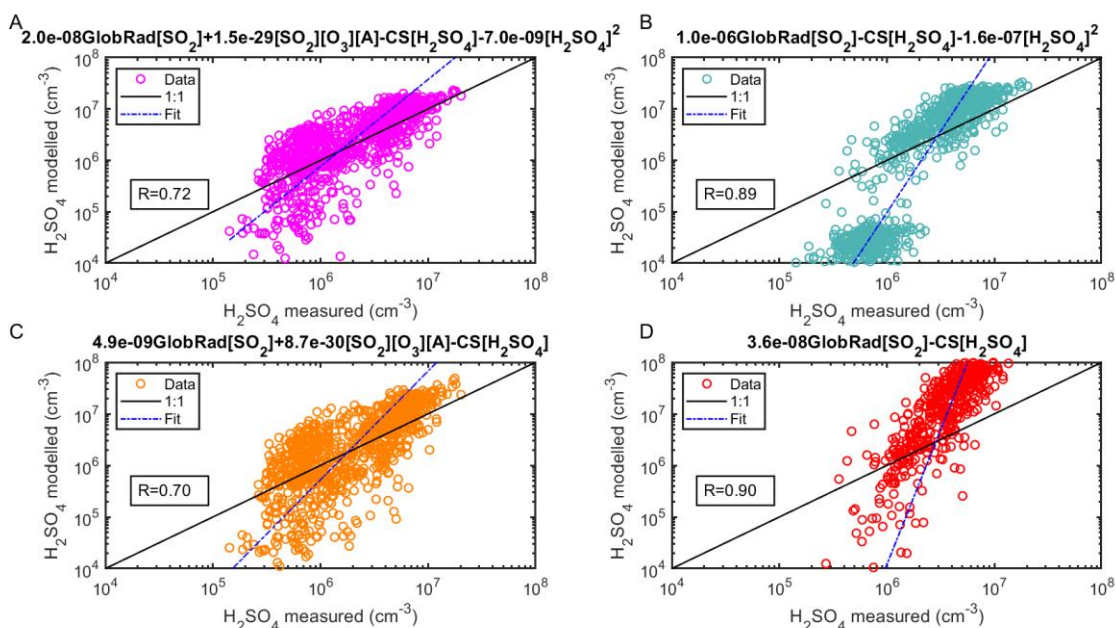 A
2.0e-08GlobRad[SO₂]+1.5e-29[SO₂][O₃][A]-CS[H₂SO₄]-7.0e-09[H₂SO₄]²
10⁸
10⁷
10⁶
10⁵
10⁴
H₂SO₄ modelled (cm⁻³)
Data
1:1
Fit
R=0.72
10⁴ 10⁵ 10⁶ 10⁷ 10⁸
H₂SO₄ measured (cm⁻³)
B
1.0e-06GlobRad[SO₂]-CS[H₂SO₄]-1.6e-07[H₂SO₄]²
10⁸
10⁷
10⁶
10⁵
10⁴
H₂SO₄ modelled (cm⁻³)
Data
1:1
Fit
R=0.89
10⁴ 10⁵ 10⁶ 10⁷ 10⁸
H₂SO₄ measured (cm⁻³)
C
4.9e-09GlobRad[SO₂]+8.7e-30[SO₂][O₃][A]-CS[H₂SO₄]
10⁸
10⁷
10⁶
10⁵
10⁴
H₂SO₄ modelled (cm⁻³)
Data
1:1
Fit
R=0.70
10⁴ 10⁵ 10⁶ 10⁷ 10⁸
H₂SO₄ measured (cm⁻³)
D
3.6e-08GlobRad[SO₂]-CS[H₂SO₄]
10⁸
10⁷
10⁶
10⁵
10⁴
H₂SO₄ modelled (cm⁻³)
Data
1:1
Fit
R=0.90
10⁴ 10⁵ 10⁶ 10⁷ 10⁸
H₂SO₄ measured (cm⁻³)